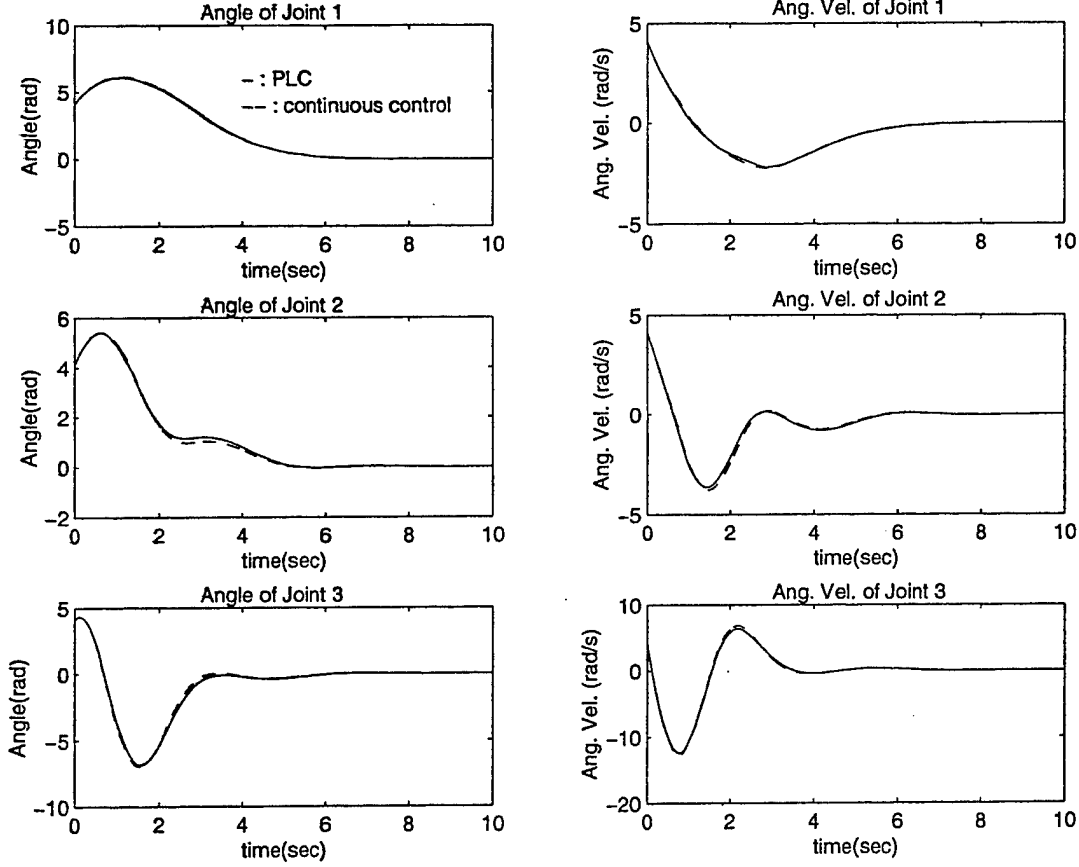 Angle of Joint 1
Angle(rad)
10
5
0
−5
– : PLC
–– : continuous control
0 2 4 6 8 10
time(sec)
Ang. Vel. of Joint 1
Ang. Vel. (rad/s)
5
0
−5
0 2 4 6 8 10
time(sec)
Angle of Joint 2
Angle(rad)
6
4
2
0
−2
0 2 4 6 8 10
time(sec)
Ang. Vel. of Joint 2
Ang. Vel. (rad/s)
5
0
−5
0 2 4 6 8 10
time(sec)
Angle of Joint 3
Angle(rad)
5
0
−5
−10
0 2 4 6 8 10
time(sec)
Ang. Vel. of Joint 3
Ang. Vel. (rad/s)
10
0
−10
−20
0 2 4 6 8 10
time(sec)